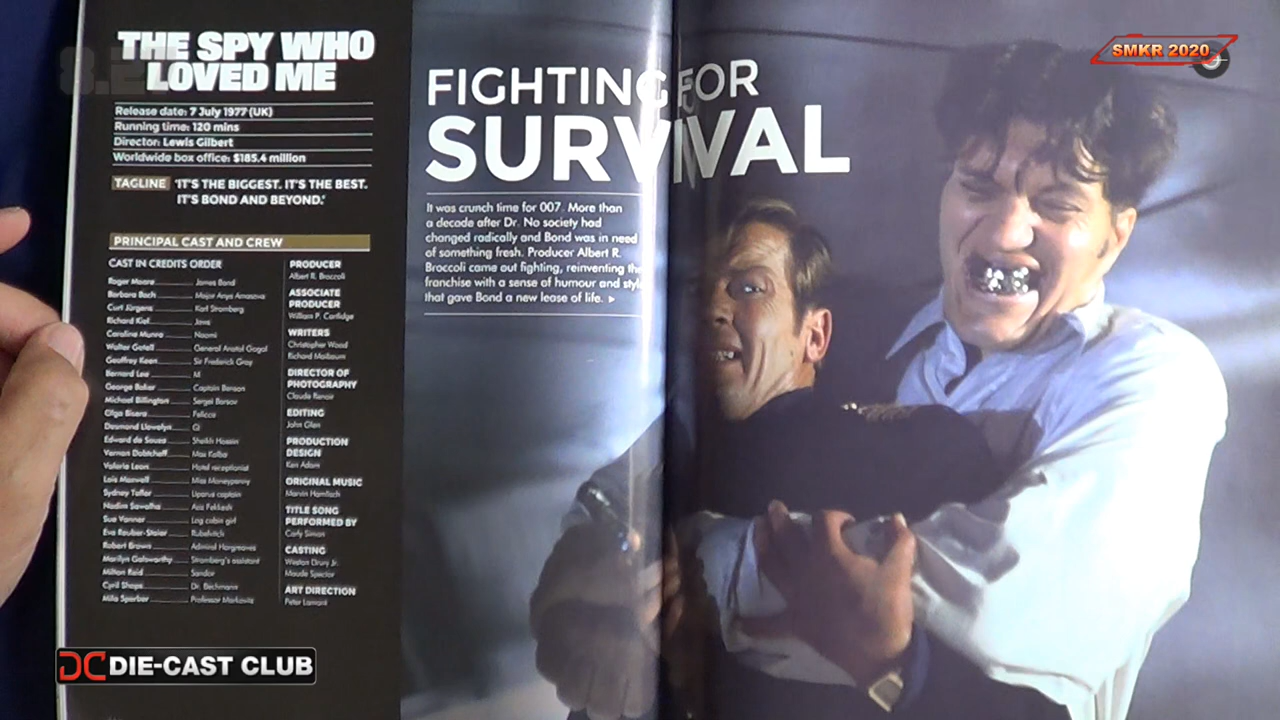 THE SPY WHO
LOVED ME
Release date: 7 July 1977 (UK)
Running time: 120 mins
Director: Lewis Gilbert
Worldwide box office: $185.4 million
TAGLINE 'IT'S THE BIGGEST. IT'S THE BEST.
IT'S BOND AND BEYOND.'
PRINCIPAL CAST AND CREW
CAST IN CREDITS ORDER
Roger Moore James Bond
Barbara Bach Major Anya Amasova
Curt Jürgens Karl Stromberg
Richard Kiel Jaws
Caroline Munro Naomi
Walter Gotell General Anatol Gogol
Geoffrey Keen Sir Frederick Gray
Bernard Lee M
George Baker Captain Benson
Michael Billington Sergei Barsov
Olga Bisera Felicca
Desmond Llewelyn Q
Edward de Souza Sheikh Hossein
Vernon Dobtcheff Max Kalba
Valerie Leon Hotel receptionist
Lois Maxwell Miss Moneypenny
Sydney Tafler Liparus captain
Nadim Sawalha Aziz Fekkesh
Sue Vanner Log cabin girl
Eva Reuber-Staier Rubelvitch
Robert Brown Admiral Hargreaves
Marilyn Galsworthy Stromberg's assistant
Milton Reid Sandor
Cyril Shaps Dr. Bechmann
Milo Sperber Professor Markovitz
PRODUCER
Albert R. Broccoli
ASSOCIATE
PRODUCER
William P. Cartlidge
WRITERS
Christopher Wood
Richard Maibaum
DIRECTOR OF
PHOTOGRAPHY
Claude Renoir
EDITING
John Glen
PRODUCTION
DESIGN
Ken Adam
ORIGINAL MUSIC
Marvin Hamlisch
TITLE SONG
PERFORMED BY
Carly Simon
CASTING
Weston Drury Jr.
Maude Spector
ART DIRECTION
Peter Lamont
FIGHTING FOR
SURVIVAL
It was crunch time for 007. More than
a decade after Dr. No society had
changed radically and Bond was in need
of something fresh. Producer Albert R.
Broccoli came out fighting, reinventing the
franchise with a sense of humour and style
that gave Bond a new lease of life. ►
SMKR 2020
DC DIE-CAST CLUB